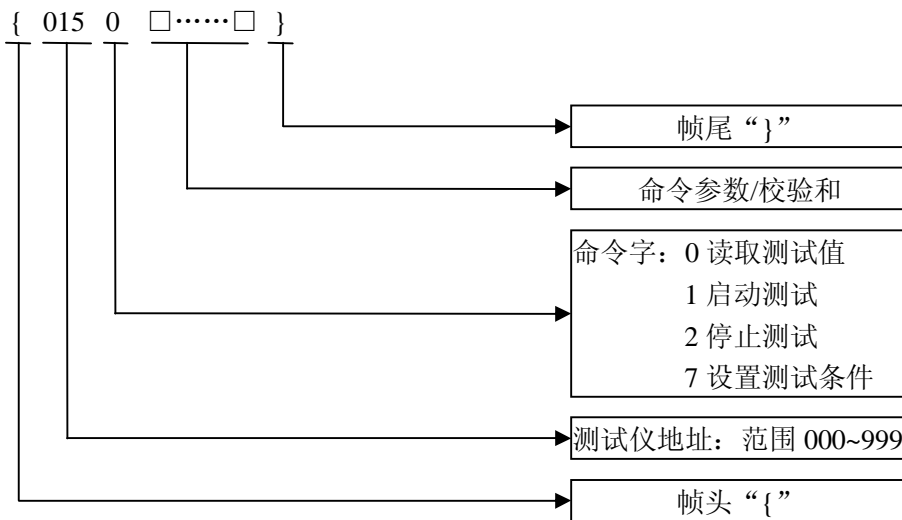 { 015 0 □……□ }
帧尾“}”
命令参数/校验和
命令字：0 读取测试值
1 启动测试
2 停止测试
7 设置测试条件
测试仪地址：范围 000~999
帧头“{”